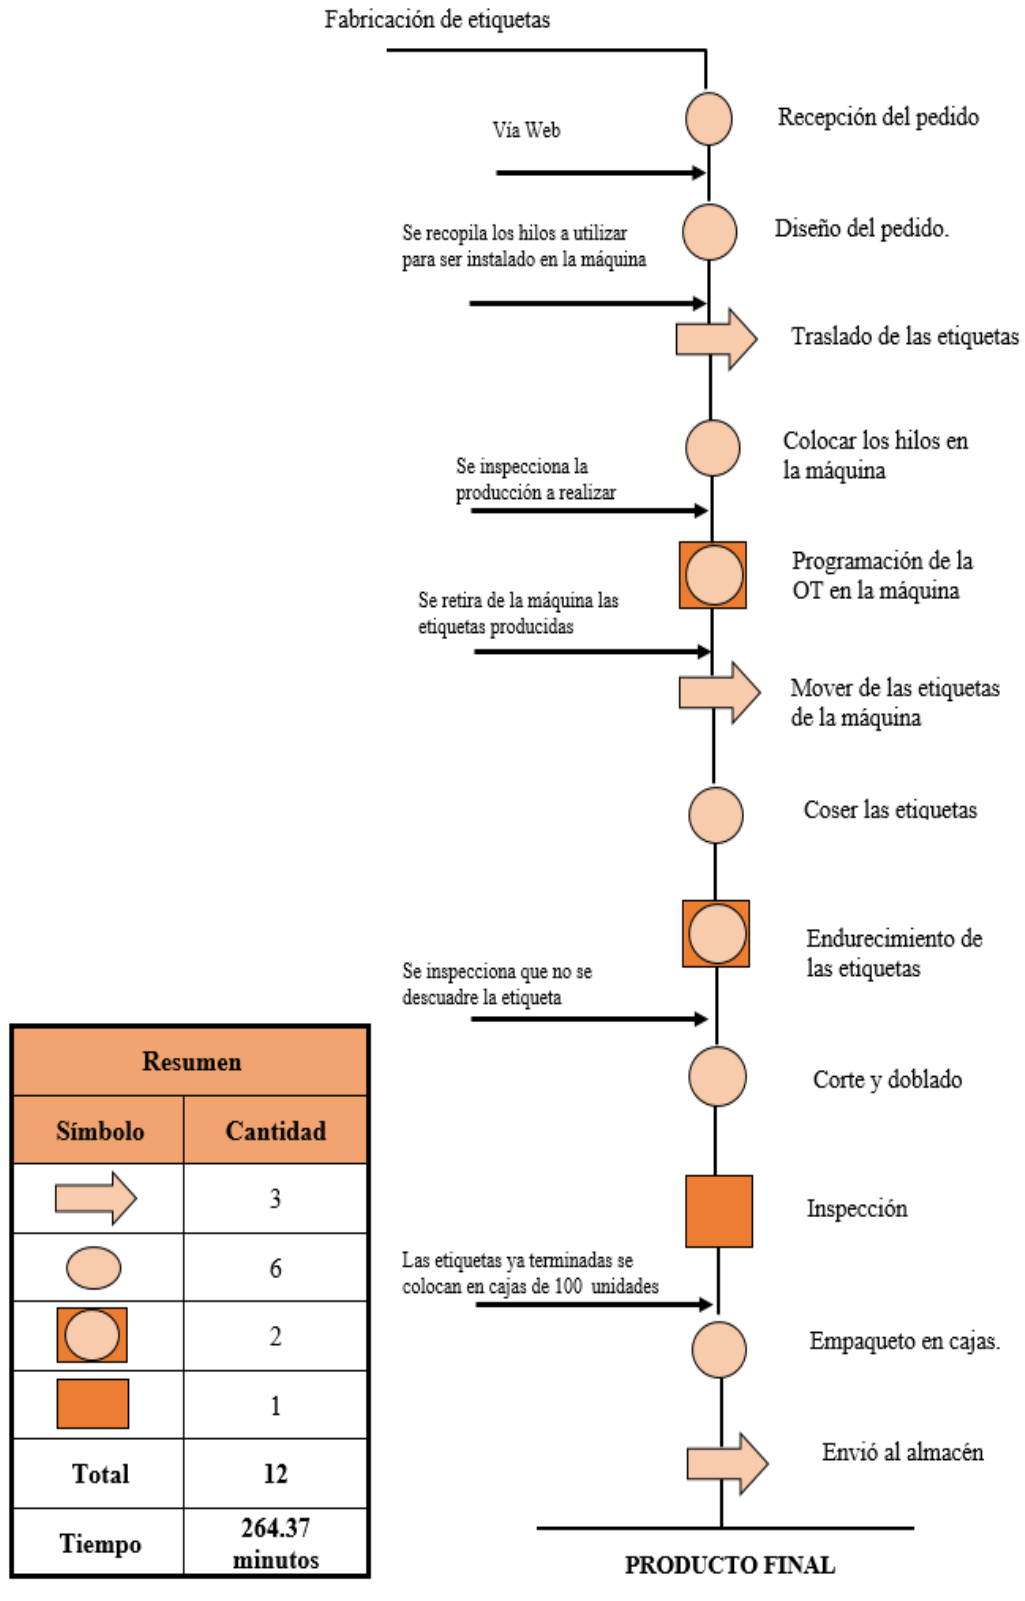 Fabricación de etiquetas
Recepción del pedido
Vía Web
Diseño del pedido.
Se recopila los hilos a utilizar
para ser instalado en la máquina
Traslado de las etiquetas
Colocar los hilos en
la máquina
Se inspecciona la
producción a realizar
Programación de la
OT en la máquina
Se retira de la máquina las
etiquetas producidas
Mover de las etiquetas
de la máquina
Coser las etiquetas
Endurecimiento de
las etiquetas
Se inspecciona que no se
descuadre la etiqueta
Corte y doblado
Inspección
Las etiquetas ya terminadas se
colocan en cajas de 100 unidades
Empaqueto en cajas.
Envió al almacén
PRODUCTO FINAL
Resumen
Símbolo Cantidad
3
6
2
1
Total 12
Tiempo 264.37
minutos